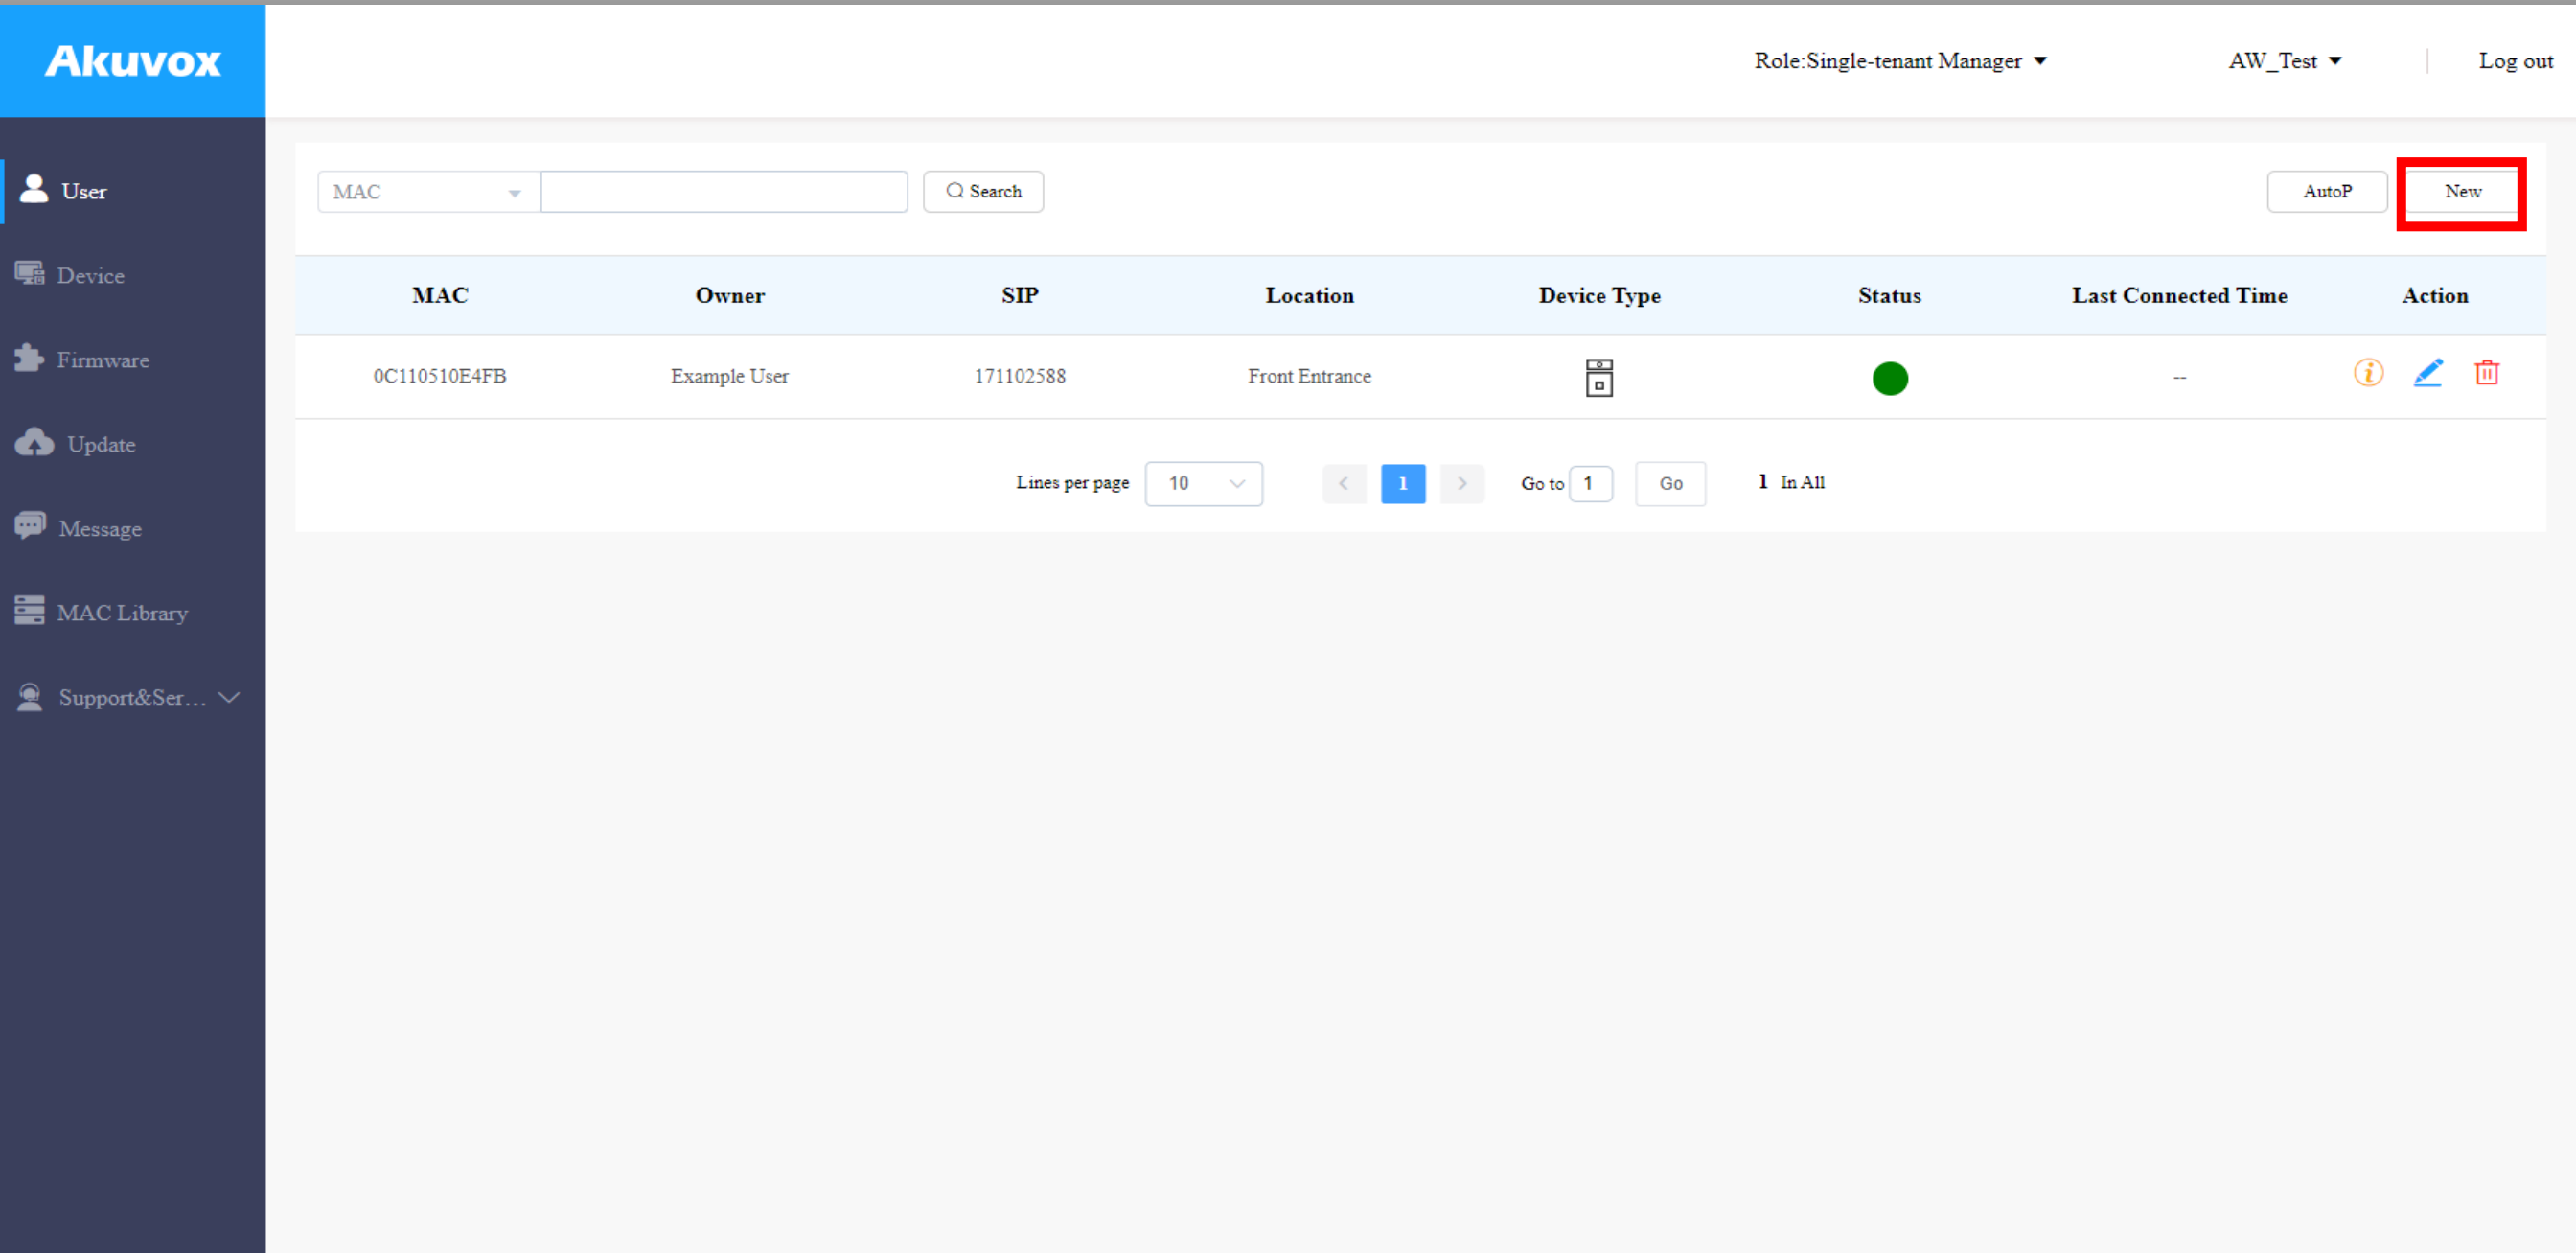 Akuvox
Role:Single-tenant Manager
AW_Test
Log out
User
Device
Firmware
Update
Message
MAC Library
Support&Ser...
MAC
Search
AutoP
New
MAC Owner SIP Location Device Type Status Last Connected Time Action
0C110510E4FB Example User 171102588 Front Entrance --
Lines per page 10 < 1 > Go to 1 Go 1 In All